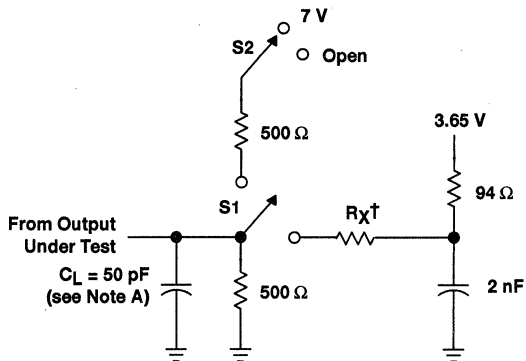 7 V
S2
Open
500 Ω
3.65 V
S1
94 Ω
From Output
Under Test
RX†
CL = 50 pF
(see Note A)
500 Ω
2 nF